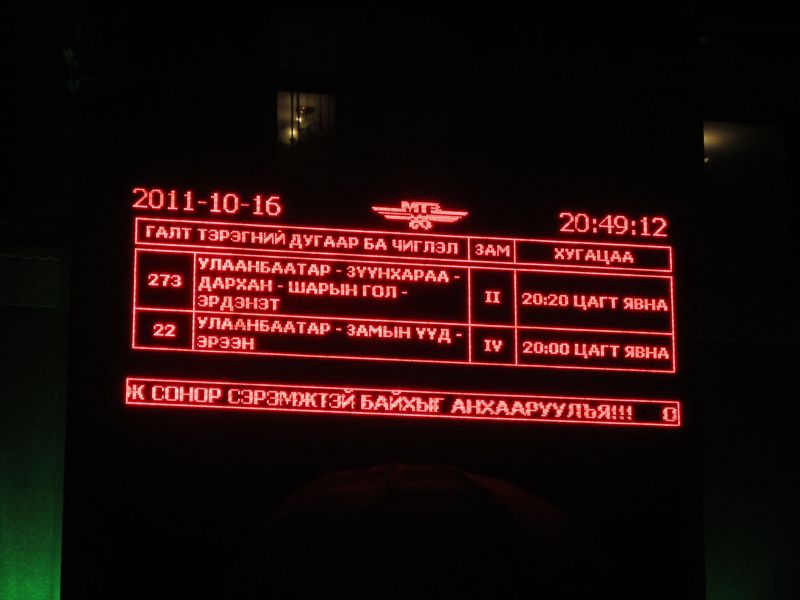 2011-10-16
МТЗ
20:49:12
ГАЛТ ТЭРЭГНИЙ ДУГААР БА ЧИГЛЭЛ ЗАМ ХУГАЦАА
273 УЛААНБААТАР - ЗҮҮНХАРАА -
ДАРХАН - ШАРЫН ГОЛ -
ЭРДЭНЭТ
II 20:20 ЦАГТ ЯВНА
22 УЛААНБААТАР - ЗАМЫН ҮҮД -
ЭРЭЭН
IV 20:00 ЦАГТ ЯВНА
Ж СОНОР СЭРЭМЖТЭЙ БАЙХЫГ АНХААРУУЛЪЯ!!! О